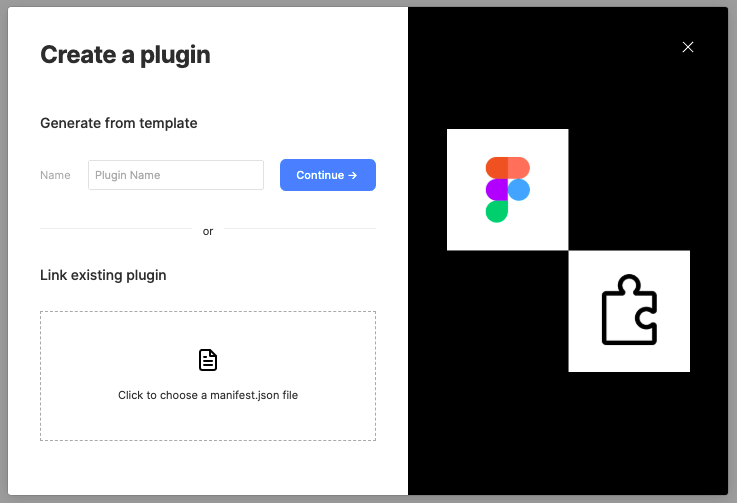 Create a plugin
Generate from template
Name
Plugin Name
Continue →
or
Link existing plugin
Click to choose a manifest.json file